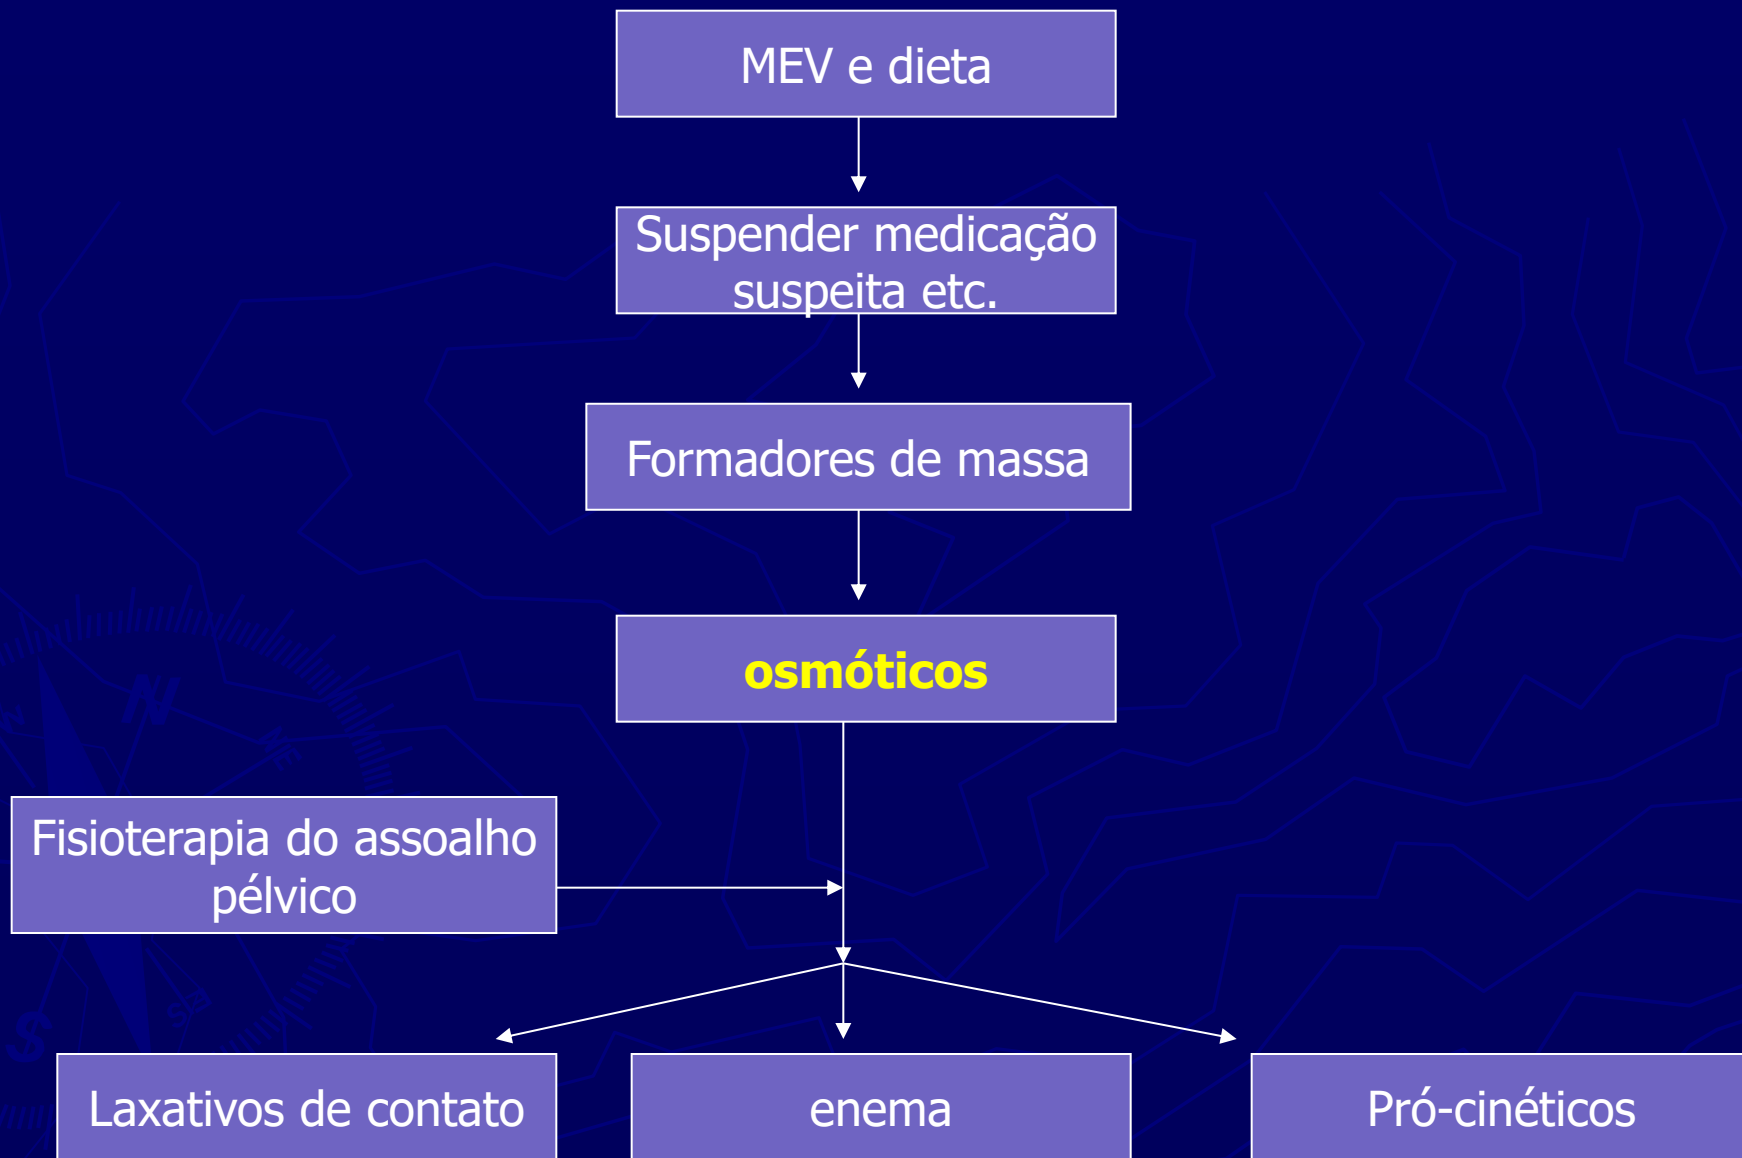 MEV e dieta
Suspender medicação
suspeita etc.
Formadores de massa
osmóticos
Fisioterapia do assoalho
pélvico
Laxativos de contato
enema
Pró-cinéticos
N
S